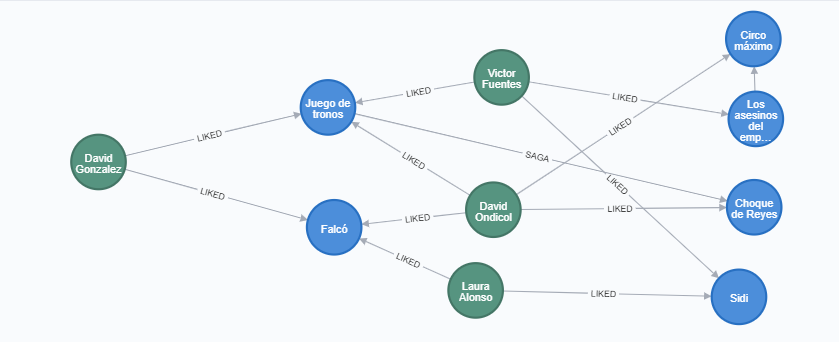 Circo
máximo
Victor
Fuentes
LIKED
LIKED
Juego de
tronos
Los
asesinos
del
emp...
LIKED
LIKED
David
Gonzalez
LIKED
SAGA
LIKED
LIKED
David
Ondicol
LIKED
Choque
de Reyes
LIKED
Falcó
LIKED
Laura
Alonso
LIKED
Sidi